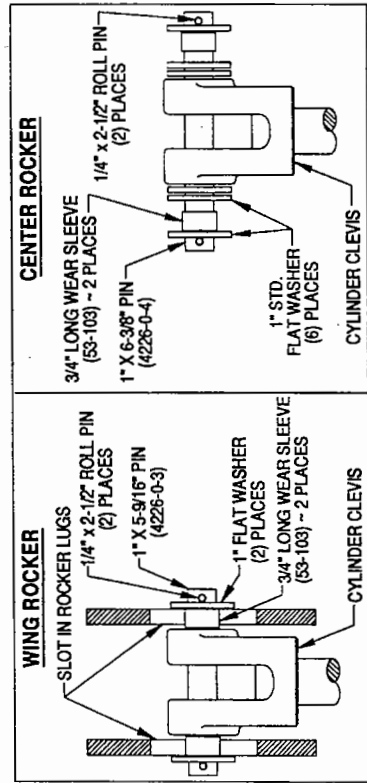 WING ROCKER
SLOT IN ROCKER LUGS
1/4" x 2-1/2" ROLL PIN
(2) PLACES
1" X 5-9/16" PIN
(4226-0-3)
1" FLAT WASHER
(2) PLACES
3/4" LONG WEAR SLEEVE
(53-103) ~ 2 PLACES
CYLINDER CLEVIS
CENTER ROCKER
3/4" LONG WEAR SLEEVE
(53-103) ~ 2 PLACES
1" X 6-3/8" PIN
(4226-0-4)
1/4" x 2-1/2" ROLL PIN
(2) PLACES
1" STD.
FLAT WASHER
(6) PLACES
CYLINDER CLEVIS